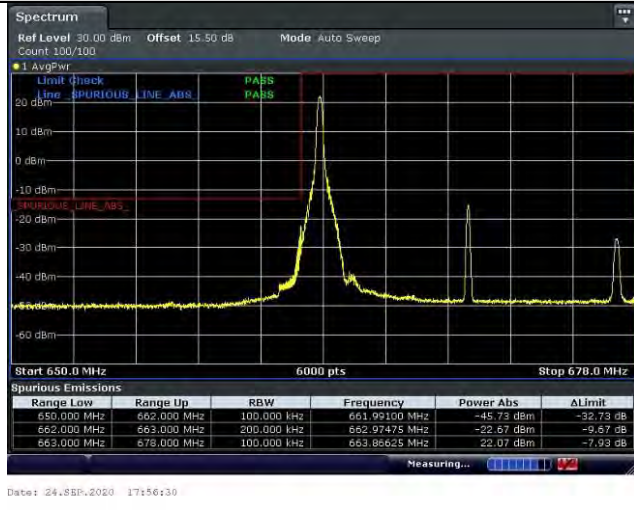 Spectrum
Ref Level 30.00 dBm Offset 15.50 dB Mode Auto Sweep
Count 100/100
1 AvgPwr
Limit Check PASS
Line _SPURIOUS_LINE_ABS_ PASS
20 dBm
10 dBm
0 dBm
-10 dBm
_SPURIOUS_LINE_ABS_
-20 dBm
-30 dBm
-40 dBm
-50 dBm
-60 dBm
Start 650.0 MHz 6000 pts Stop 678.0 MHz
Spurious Emissions
Range Low Range Up RBW Frequency Power Abs ΔLimit
650.000 MHz 662.000 MHz 100.000 kHz 661.99100 MHz -45.73 dBm -32.73 dB
662.000 MHz 663.000 MHz 200.000 kHz 662.97475 MHz -22.67 dBm -9.67 dB
663.000 MHz 678.000 MHz 100.000 kHz 663.86625 MHz 22.07 dBm -7.93 dB
Measuring...
Date: 24.SEP.2020 17:56:30